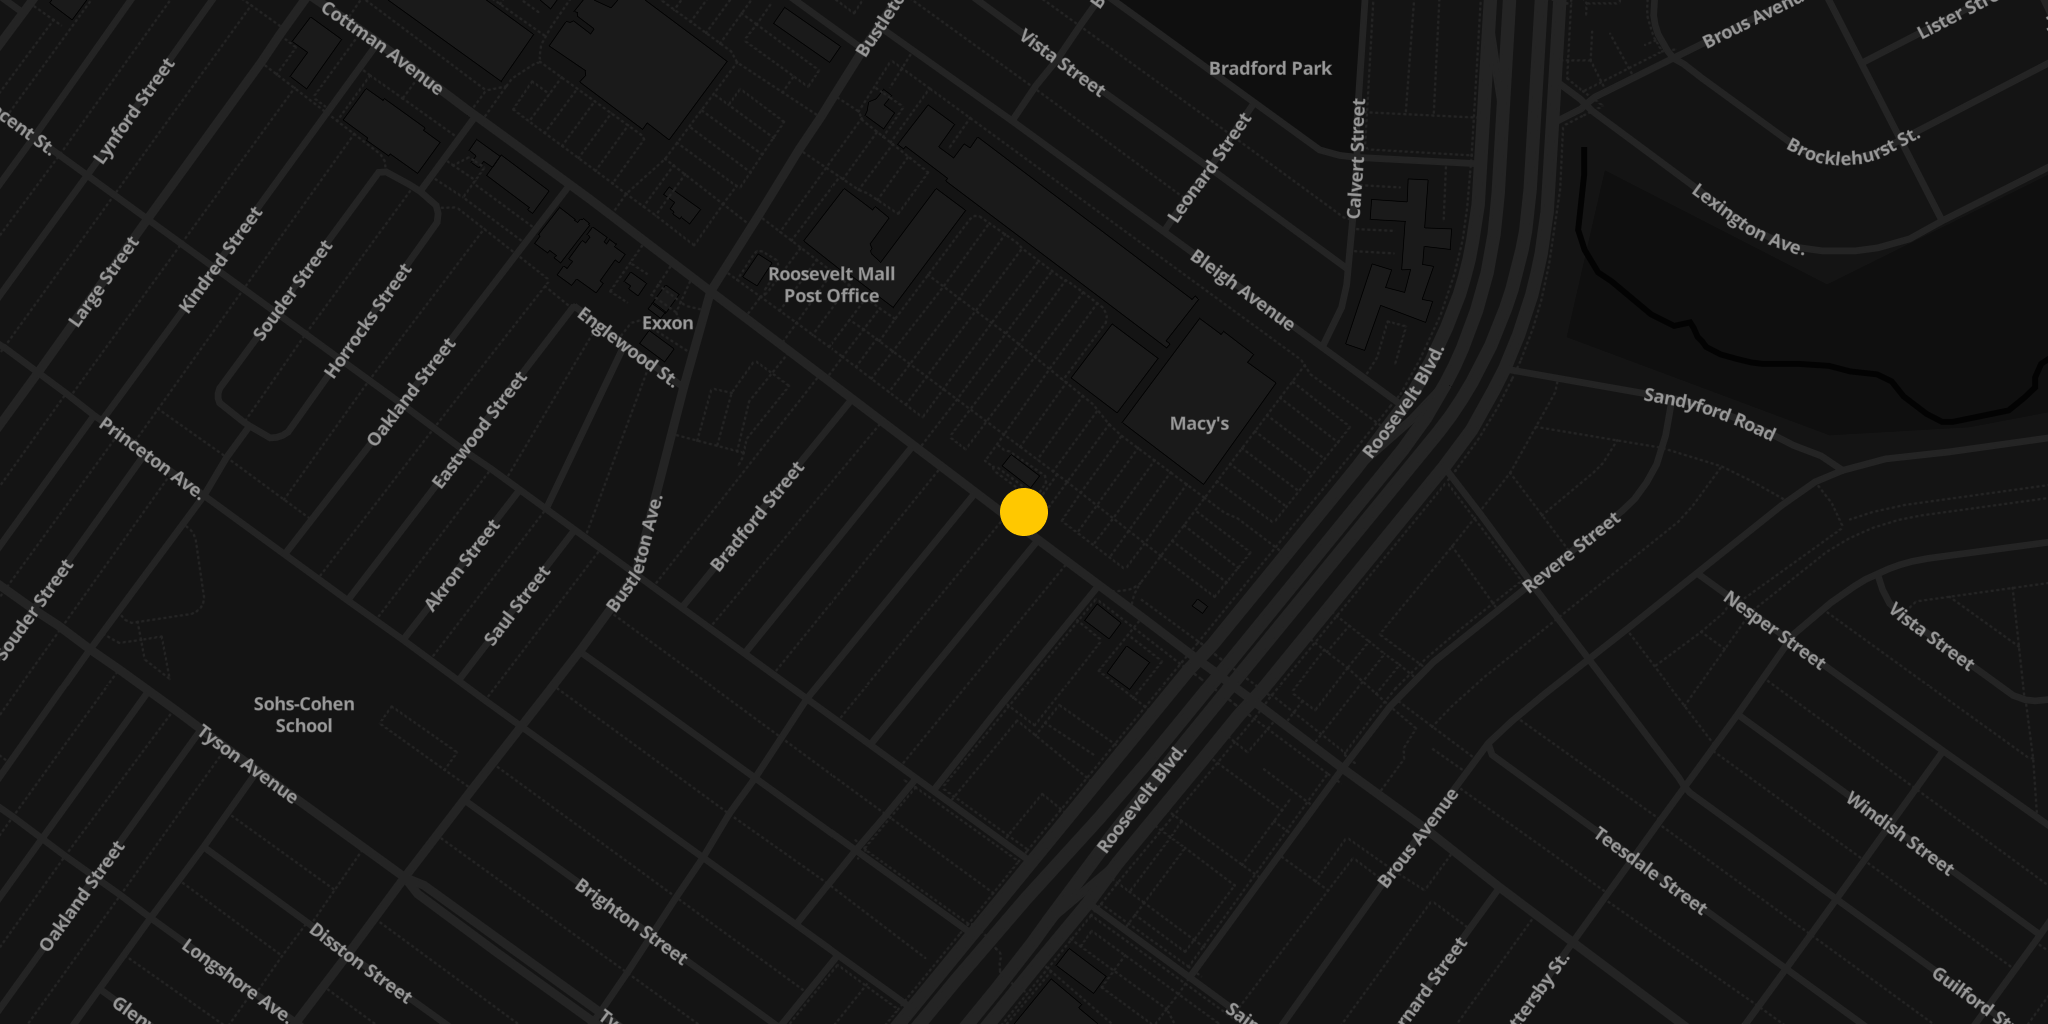 Cottman Avenue
Bustleto
Vista Street
Bradford Park
Brous Avenu
Lister Stre
Lynford Street
cent St.
Calvert Street
Leonard Street
Brocklehurst St.
Lexington Ave.
Large Street
Kindred Street
Souder Street
Horrocks Street
Roosevelt Mall
Post Office
Bleigh Avenue
Exxon
Englewood St.
Oakland Street
Eastwood Street
Roosevelt Blvd.
Macy's
Sandyford Road
Princeton Ave.
Bradford Street
Bustleton Ave.
Akron Street
Saul Street
Revere Street
Souder Street
Nesper Street
Vista Street
Sohs-Cohen
School
Tyson Avenue
Roosevelt Blvd.
Brous Avenue
Windish Street
Teesdale Street
Oakland Street
Brighton Street
Disston Street
Longshore Ave.
Glenv
Ty
Sain
rnard Street
ttersby St.
Guilford St